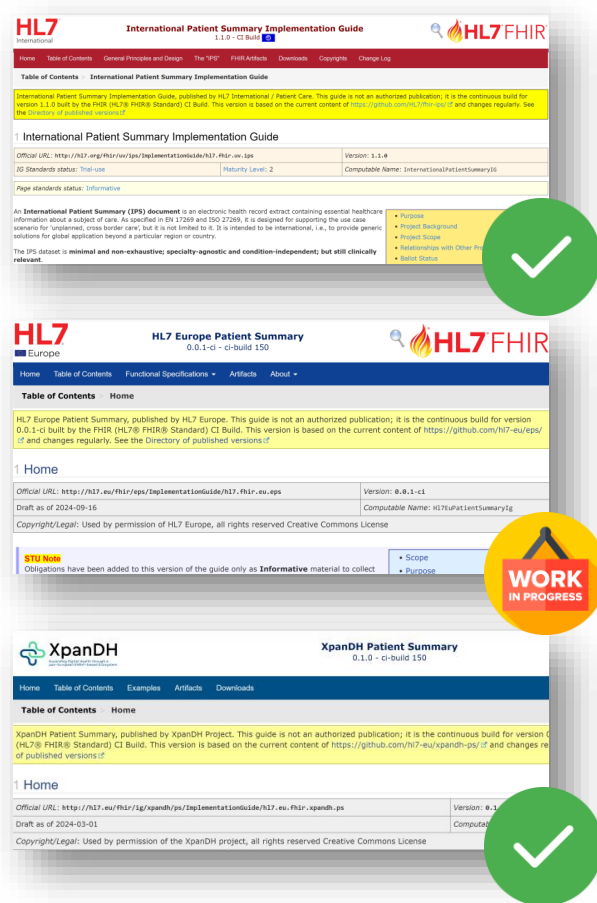 HL7
International
International Patient Summary Implementation Guide
1.1.0 - CI Build
HL7 FHIR
Home Table of Contents General Principles and Design The "IPS" FHIR Artifacts Downloads Copyrights Change Log
Table of Contents > International Patient Summary Implementation Guide
International Patient Summary Implementation Guide, published by HL7 International / Patient Care. This guide is not an authorized publication; it is the continuous build for
version 1.1.0 built by the FHIR (HL7® FHIR® Standard) CI Build. This version is based on the current content of https://github.com/HL7/fhir-ips/ and changes regularly. See
the Directory of published versions
1 International Patient Summary Implementation Guide
Official URL: http://hl7.org/fhir/uv/ips/ImplementationGuide/hl7.fhir.uv.ips Version: 1.1.0
IG Standards status: Trial-use Maturity Level: 2 Computable Name: InternationalPatientSummaryIG
Page standards status: Informative
An International Patient Summary (IPS) document is an electronic health record extract containing essential healthcare
information about a subject of care. As specified in EN 17269 and ISO 27269, it is designed for supporting the use case
scenario for 'unplanned, cross border care', but it is not limited to it. It is intended to be international, i.e., to provide generic
solutions for global application beyond a particular region or country.
The IPS dataset is minimal and non-exhaustive; specialty-agnostic and condition-independent; but still clinically
relevant.
• Purpose
• Project Background
• Project Scope
• Relationships with Other
• Ballot Status
HL7
Europe
HL7 Europe Patient Summary
0.0.1-ci - ci-build 150
HL7 FHIR
Home Table of Contents Functional Specifications Artifacts About
Table of Contents > Home
HL7 Europe Patient Summary, published by HL7 Europe. This guide is not an authorized publication; it is the continuous build for version
0.0.1-ci built by the FHIR (HL7® FHIR® Standard) CI Build. This version is based on the current content of https://github.com/hl7-eu/eps/
and changes regularly. See the Directory of published versions
1 Home
Official URL: http://hl7.eu/fhir/eps/ImplementationGuide/hl7.fhir.eu.eps Version: 0.0.1-ci
Draft as of 2024-09-16 Computable Name: Hl7EuPatientSummaryIg
Copyright/Legal: Used by permission of HL7 Europe, all rights reserved Creative Commons License
STU Note
Obligations have been added to this version of the guide only as Informative material to collect
• Scope
• Purpose
WORK
IN PROGRESS
XpanDH
XpanDH Patient Summary
0.1.0 - ci-build 150
Home Table of Contents Examples Artifacts Downloads
Table of Contents > Home
XpanDH Patient Summary, published by XpanDH Project. This guide is not an authorized publication; it is the continuous build for version
(HL7® FHIR® Standard) CI Build. This version is based on the current content of https://github.com/hl7-eu/xpandh-ps/ and changes re
of published versions
1 Home
Official URL: http://hl7.eu/fhir/ig/xpandh/ps/ImplementationGuide/hl7.eu.fhir.xpandh.ps Version: 0.1
Draft as of 2024-03-01 Computa
Copyright/Legal: Used by permission of the XpanDH project, all rights reserved Creative Commons License